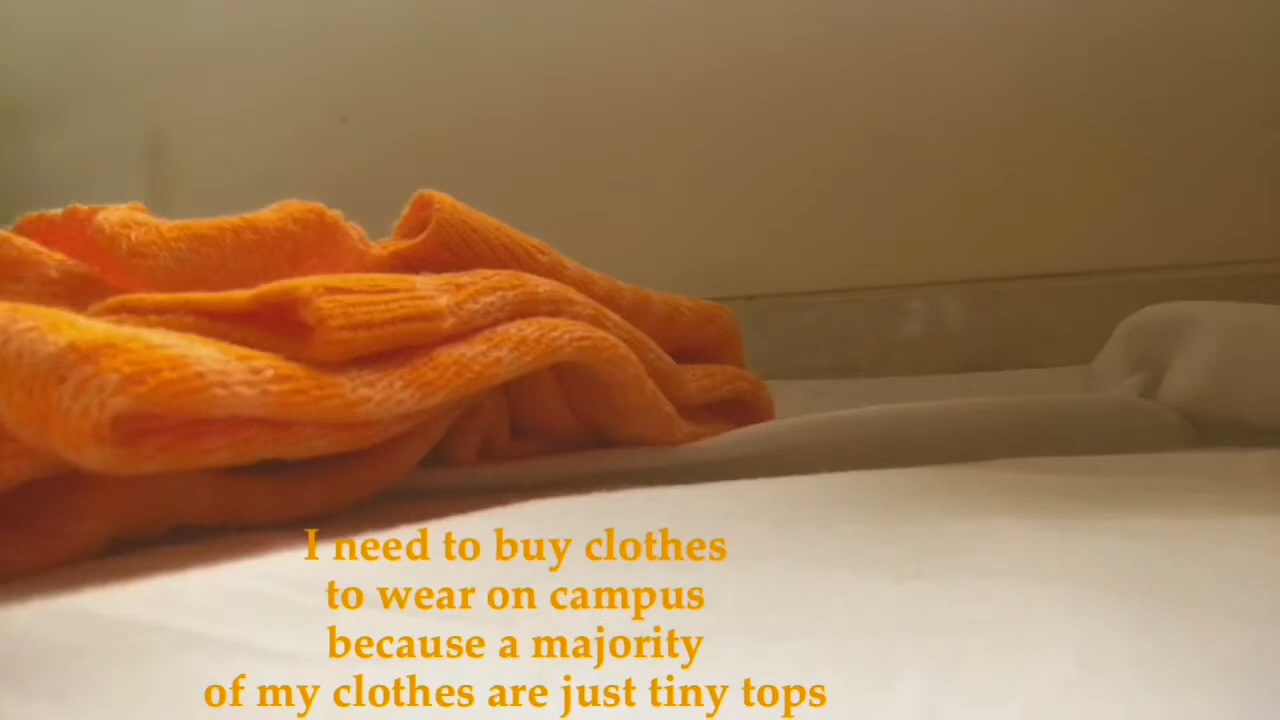 I need to buy clothes
to wear on campus
because a majority
of my clothes are just tiny tops